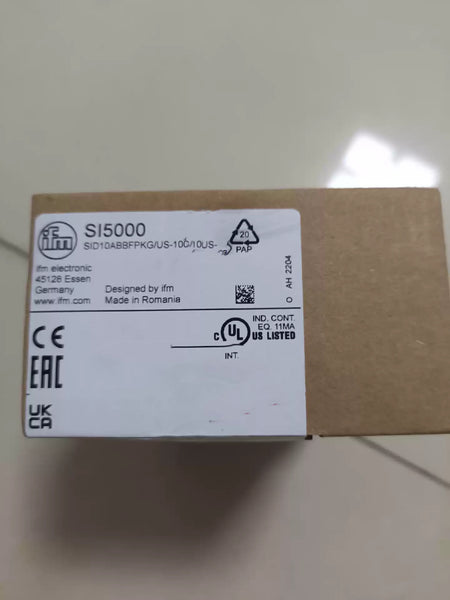 ifm
SI5000
SID10ABBFPKG/US-100/10US-
ifm electronic
45128 Essen
Germany
www.ifm.com
Designed by ifm
Made in Romania
20
PAP
O AH 2204
CE
EAC
UK
CA
C UL US LISTED
IND. CONT.
EQ. 11MA
INT.